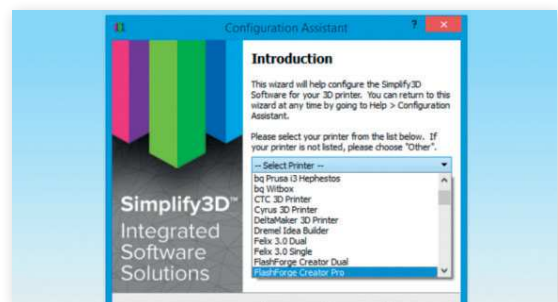 Configuration Assistant
?
x
Introduction
This wizard will help configure the Simplify3D
Software for your 3D printer. You can return to this
wizard at any time by going to Help > Configuration
Assistant.
Please select your printer from the list below. If
your printer is not listed, please choose "Other".
-- Select Printer --
bq Prusa i3 Hephestos
bq Witbox
CTC 3D Printer
Cyrus 3D Printer
DeltaMaker 3D Printer
Dremel Idea Builder
Felix 3.0 Dual
Felix 3.0 Single
FlashForge Creator Dual
FlashForge Creator Pro
Simplify3D™
Integrated
Software
Solutions